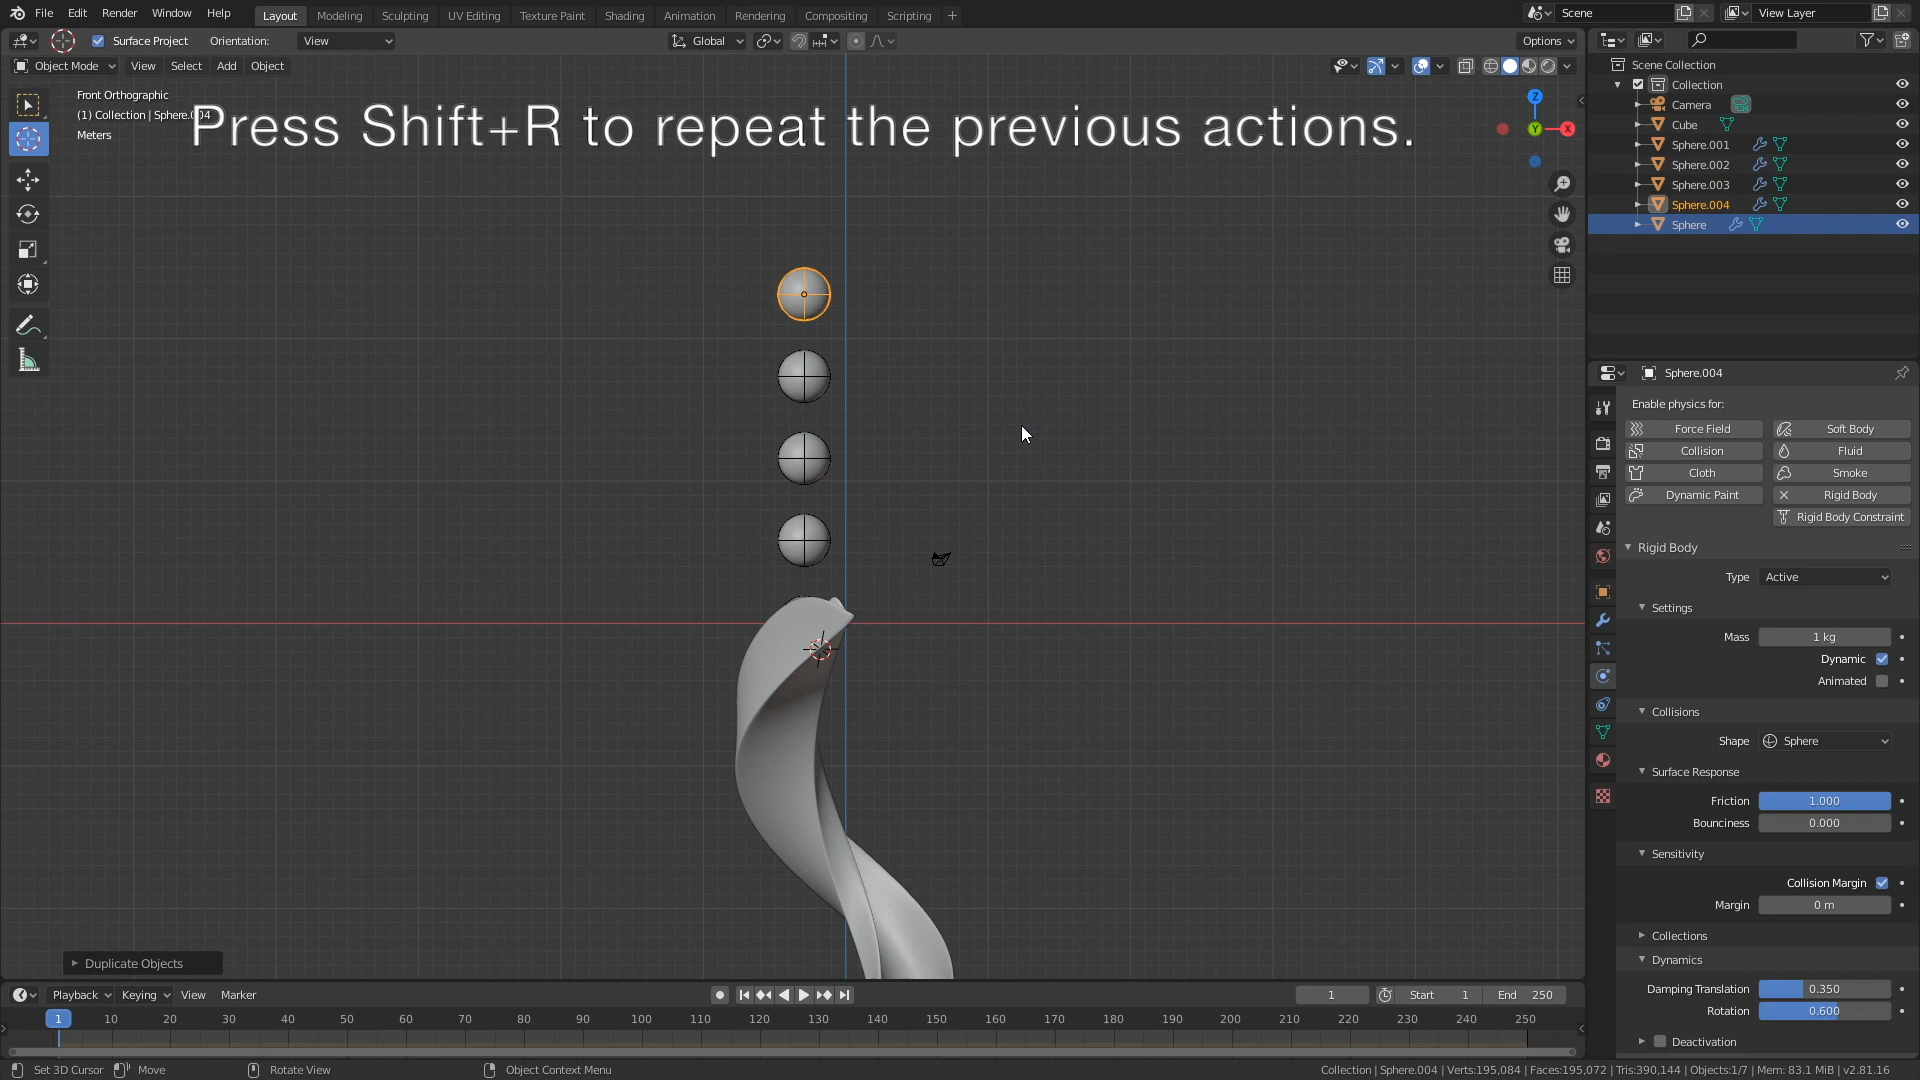 File Edit Render Window Help
Layout Modeling Sculpting UV Editing Texture Paint Shading Animation Rendering Compositing Scripting +
Scene
View Layer
Surface Project Orientation: View
Global
Options
Object Mode View Select Add Object
Front Orthographic
(1) Collection | Sphere.004
Meters
Press Shift+R to repeat the previous actions.
Z
Y
X
Scene Collection
Collection
Camera
Cube
Sphere.001
Sphere.002
Sphere.003
Sphere.004
Sphere
Sphere.004
Enable physics for:
Force Field Soft Body
Collision Fluid
Cloth Smoke
Dynamic Paint Rigid Body
Rigid Body Constraint
Rigid Body
Type Active
Settings
Mass 1 kg
Dynamic
Animated
Collisions
Shape Sphere
Surface Response
Friction 1.000
Bounciness 0.000
Sensitivity
Collision Margin
Margin 0 m
Collections
Dynamics
Damping Translation 0.350
Rotation 0.600
Deactivation
Duplicate Objects
Playback Keying View Marker
1 Start 1 End 250
1 10 20 30 40 50 60 70 80 90 100 110 120 130 140 150 160 170 180 190 200 210 220 230 240 250
Set 3D Cursor Move Rotate View Object Context Menu
Collection | Sphere.004 | Verts:195,084 | Faces:195,072 | Tris:390,144 | Objects:1/7 | Mem: 83.1 MiB | v2.81.16